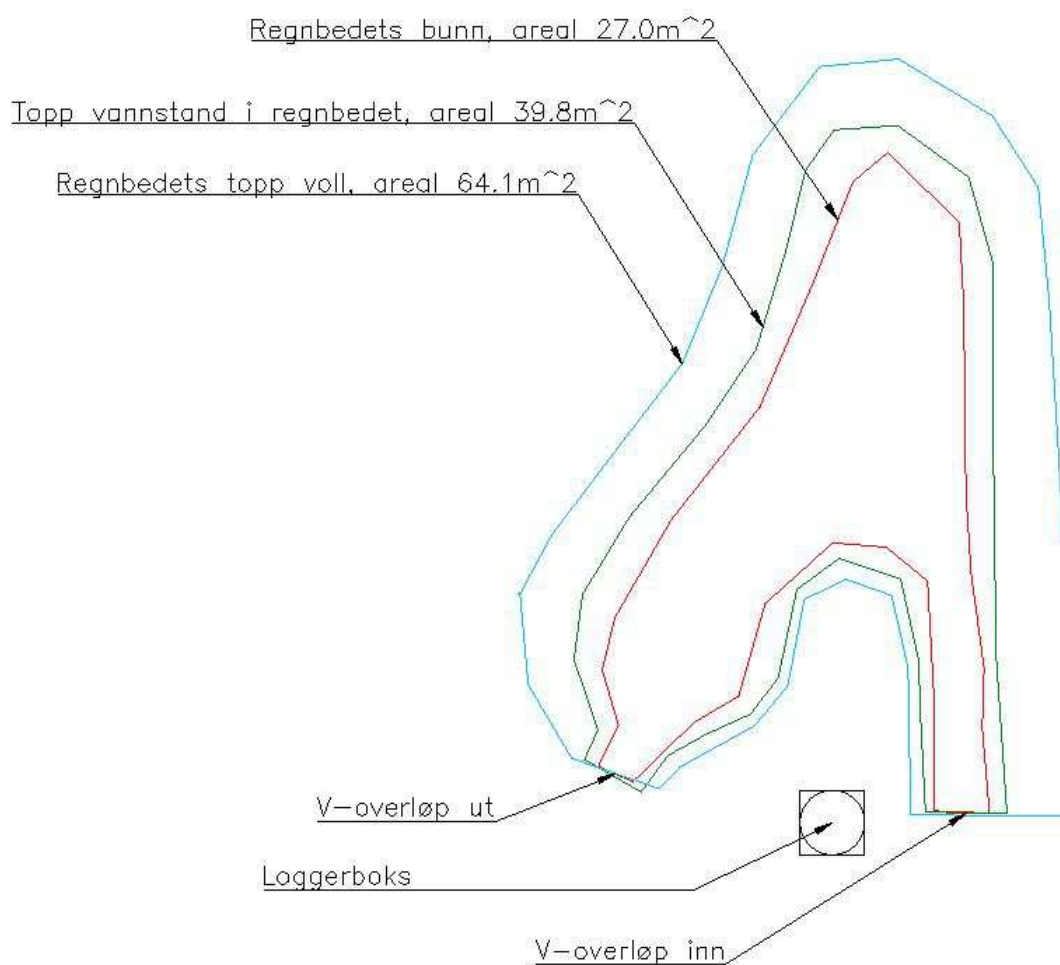 Regnbedets bunn, areal 27.0m^2
Topp vannstand i regnbedet, areal 39.8m^2
Regnbedets topp voll, areal 64.1m^2
V-overløp ut
Loggerboks
V-overløp inn